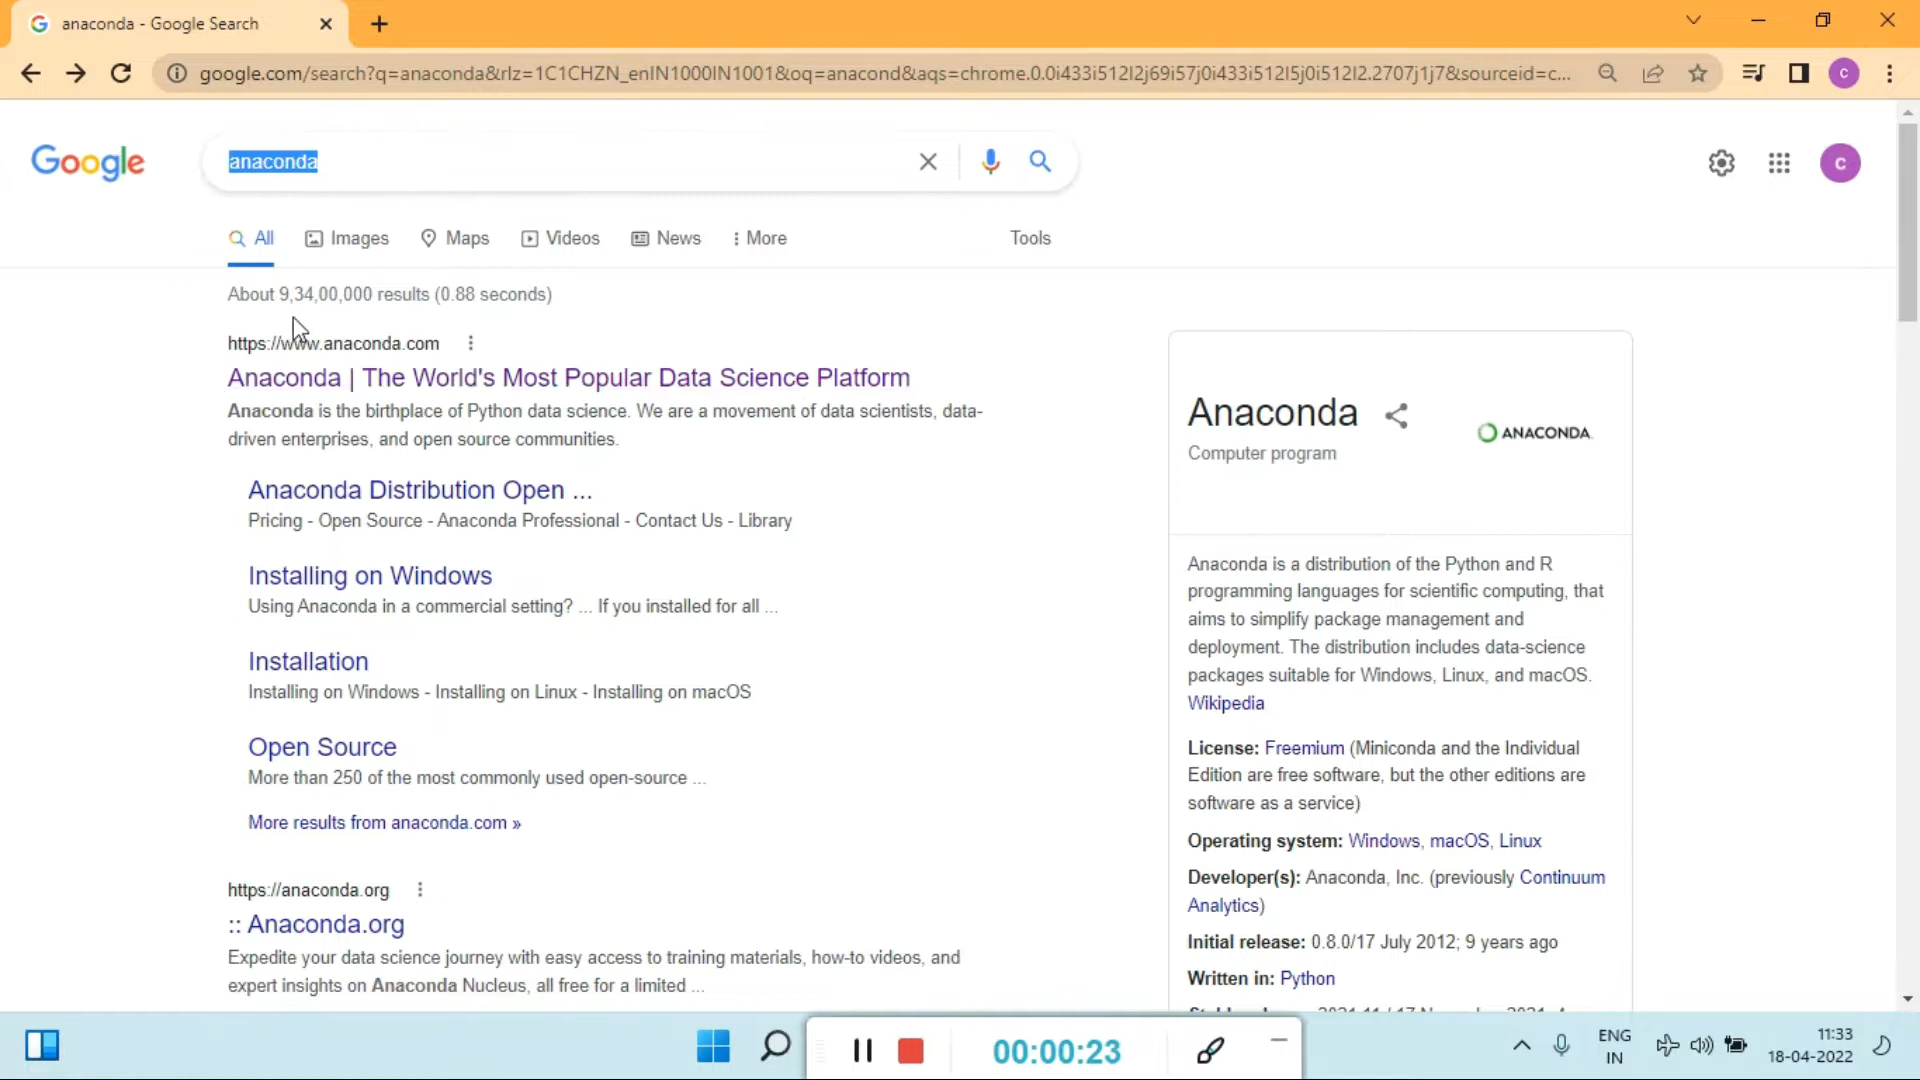 anaconda - Google Search
google.com/search?q=anaconda&rlz=1C1CHZN_enIN1000IN1001&oq=anacond&aqs=chrome.0.0i433i512l2j69i57j0i433i512l5j0i512l2.2707j1j7&sourceid=c...
C
Google
anaconda
C
All
Images
Maps
Videos
News
More
Tools
About 9,34,00,000 results (0.88 seconds)
https://www.anaconda.com
Anaconda | The World's Most Popular Data Science Platform
Anaconda is the birthplace of Python data science. We are a movement of data scientists, data-
driven enterprises, and open source communities.
Anaconda Distribution Open ...
Pricing - Open Source - Anaconda Professional - Contact Us - Library
Installing on Windows
Using Anaconda in a commercial setting? ... If you installed for all ...
Installation
Installing on Windows - Installing on Linux - Installing on macOS
Open Source
More than 250 of the most commonly used open-source ...
More results from anaconda.com »
https://anaconda.org
:: Anaconda.org
Expedite your data science journey with easy access to training materials, how-to videos, and
expert insights on Anaconda Nucleus, all free for a limited ...
Anaconda
Computer program
ANACONDA.
Anaconda is a distribution of the Python and R
programming languages for scientific computing, that
aims to simplify package management and
deployment. The distribution includes data-science
packages suitable for Windows, Linux, and macOS.
Wikipedia
License: Freemium (Miniconda and the Individual
Edition are free software, but the other editions are
software as a service)
Operating system: Windows, macOS, Linux
Developer(s): Anaconda, Inc. (previously Continuum
Analytics)
Initial release: 0.8.0/17 July 2012; 9 years ago
Written in: Python
00:00:23
ENG
IN
11:33
18-04-2022